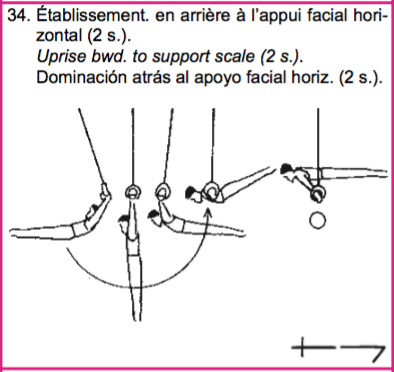 34. Établissement. en arrière à l'appui facial hori-
zontal (2 s.).
Uprise bwd. to support scale (2 s.).
Dominación atrás al apoyo facial horiz. (2 s.).